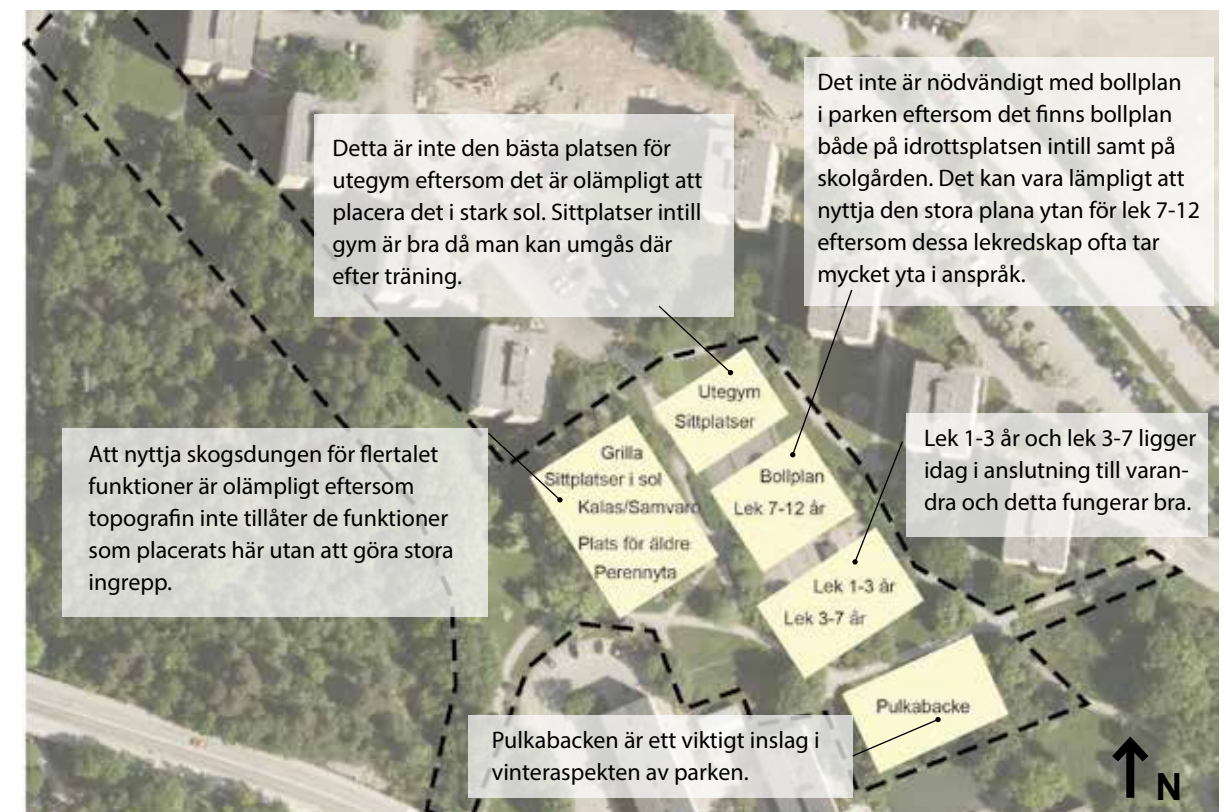 Det inte är nödvändigt med bollplan
i parken eftersom det finns bollplan
både på idrottsplatsen intill samt på
skolgården. Det kan vara lämpligt att
nyttja den stora plana ytan för lek 7-12
eftersom dessa lekredskap ofta tar
mycket yta i anspråk.
Detta är inte den bästa platsen för
utegym eftersom det är olämpligt att
placera det i stark sol. Sittplatser intill
gym är bra då man kan umgås där
efter träning.
Utegym
Sittplatser
Att nyttja skogsdungen för flertalet
funktioner är olämpligt eftersom
topografin inte tillåter de funktioner
som placerats här utan att göra stora
ingrepp.
Grilla
Sittplatser i sol
Kalas/Samvaro
Plats för äldre
Perennyta
Bollplan
Lek 7-12 år
Lek 1-3 år och lek 3-7 ligger
idag i anslutning till varan-
dra och detta fungerar bra.
Lek 1-3 år
Lek 3-7 år
Pulkabacke
Pulkabacken är ett viktigt inslag i
vinteraspekten av parken.
N